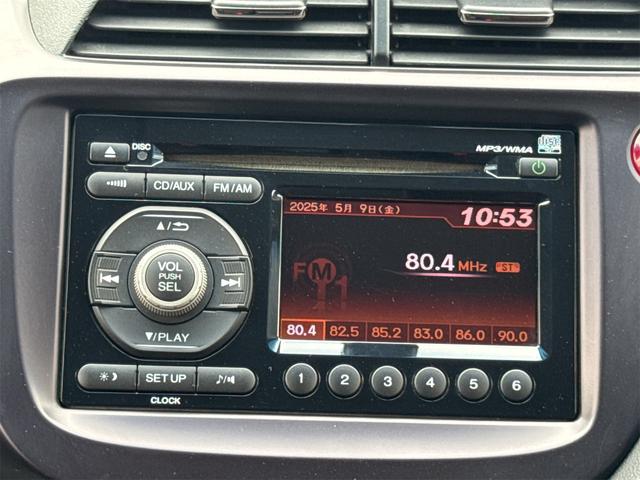 DISC
MP3/WMA
CD/AUX FM/AM
2025年 5月 9日(金) 10:53
80.4 MHz ST
FM 1
80.4 82.5 85.2 83.0 86.0 90.0
VOL
PUSH
SEL
▼/PLAY
SET UP
CLOCK
1 2 3 4 5 6